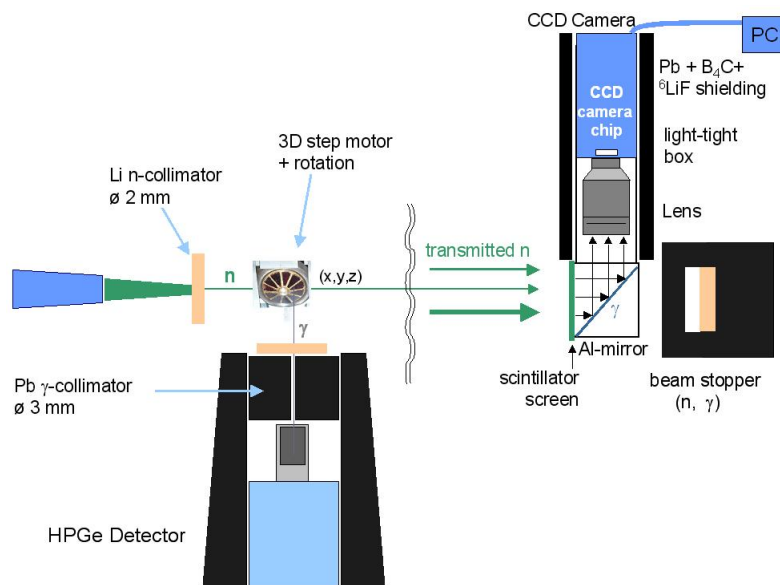 CCD Camera
PC
Pb + B₄C+
⁶LiF shielding
CCD
camera
chip
light-tight
box
3D step motor
+ rotation
Li n-collimator
ø 2 mm
Lens
transmitted n
n
(x,y,z)
γ
γ
Al-mirror
Pb γ-collimator
ø 3 mm
scintillator
screen
beam stopper
(n, γ)
HPGe Detector